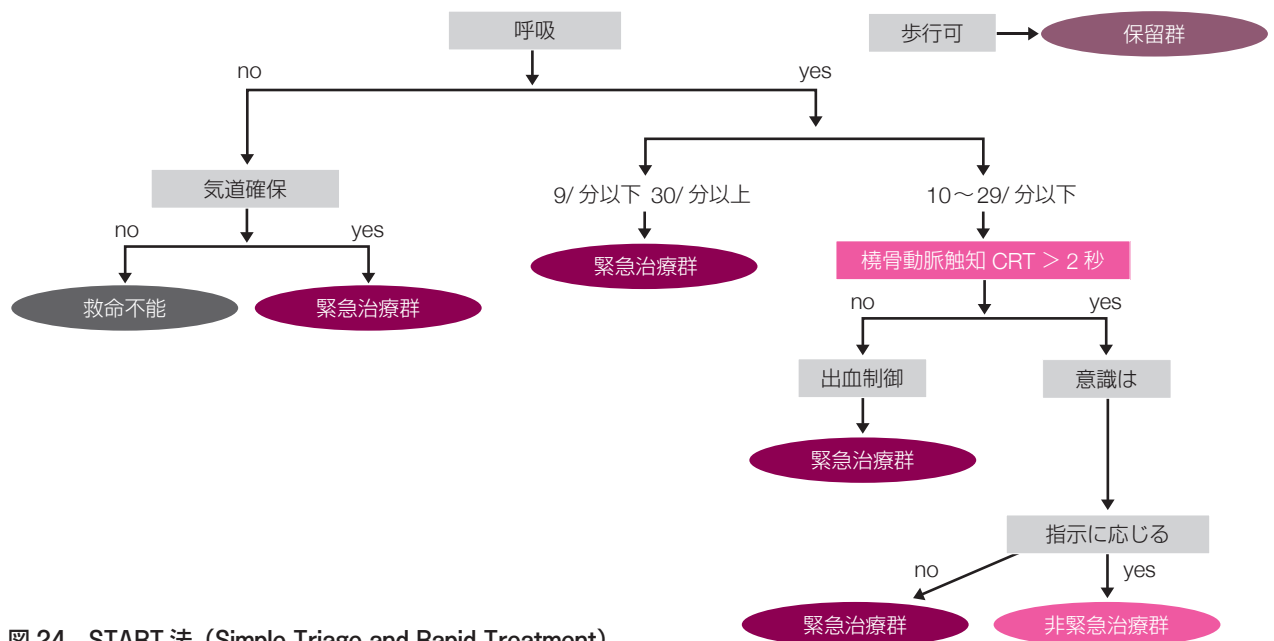 呼吸
歩行可
保留群
no
yes
気道確保
9/ 分以下 30/ 分以上
10～29/ 分以下
no
yes
緊急治療群
橈骨動脈触知 CRT ＞ 2 秒
救命不能
緊急治療群
no
yes
出血制御
意識は
緊急治療群
指示に応じる
no
yes
緊急治療群
非緊急治療群
図 24 START 法（Simple Triage and Rapid Treatment）